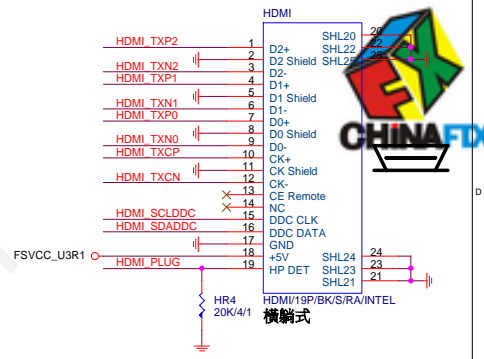 HDMI
HDMI_TXP2 1 D2+ SHL20 20
2 D2 Shield SHL22 22
HDMI_TXN2 3 D2- SHL25
HDMI_TXP1 4 D1+
5 D1 Shield
HDMI_TXN1 6 D1-
HDMI_TXP0 7 D0+
8 D0 Shield
HDMI_TXN0 9 D0-
HDMI_TXCP 10 CK+
11 CK Shield
HDMI_TXCN 12 CK-
13 CE Remote
14 NC
HDMI_SCLDDC 15 DDC CLK
HDMI_SDADDC 16 DDC DATA
17 GND
FSVCC_U3R1 18 +5V SHL24 24
HDMI_PLUG 19 HP DET SHL23 23
SHL21 21
HR4
20K/4/1
HDMI/19P/BK/S/RA/INTEL
橫躺式
CHINAFIX
D